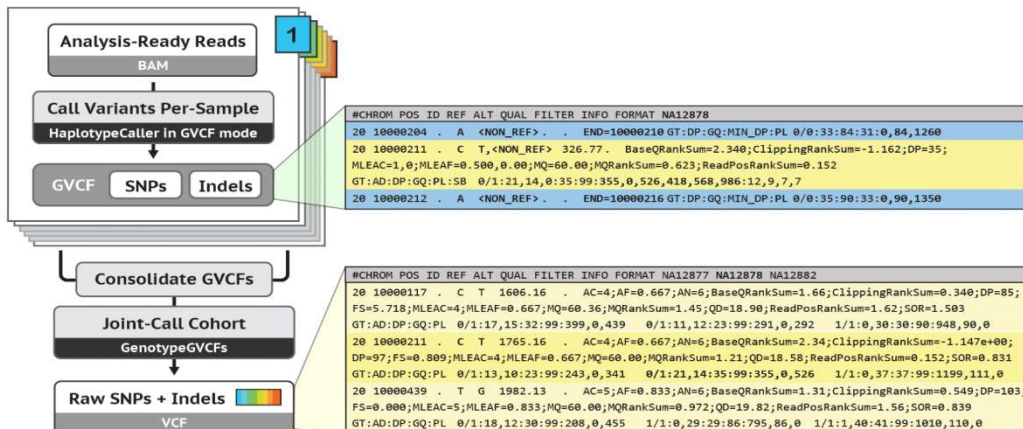 Analysis-Ready Reads
BAM
1
Call Variants Per-Sample
HaplotypeCaller in GVCF mode
GVCF SNPs Indels
#CHROM POS ID REF ALT QUAL FILTER INFO FORMAT NA12878
20 10000204 . A <NON_REF> . . END=10000210 GT:DP:GQ:MIN_DP:PL 0/0:33:84:31:0,84,1260
20 10000211 . C T,<NON_REF> 326.77. BaseQRankSum=2.340;ClippingRankSum=-1.162;DP=35;
MLEAC=1,0;MLEAF=0.500,0.00;MQ=60.00;MQRankSum=0.623;ReadPosRankSum=0.152
GT:AD:DP:GQ:PL:SB 0/1:21,14,0:35:99:355,0,526,418,568,986:12,9,7,7
20 10000212 . A <NON_REF> . . END=10000216 GT:DP:GQ:MIN_DP:PL 0/0:35:90:33:0,90,1350
Consolidate GVCFs
Joint-Call Cohort
GenotypeGVCFs
Raw SNPs + Indels
VCF
#CHROM POS ID REF ALT QUAL FILTER INFO FORMAT NA12877 NA12878 NA12882
20 10000117 . C T 1606.16 . AC=4;AF=0.667;AN=6;BaseQRankSum=1.66;ClippingRankSum=0.340;DP=85;
FS=5.718;MLEAC=4;MLEAF=0.667;MQ=60.36;MQRankSum=1.45;QD=18.90;ReadPosRankSum=1.62;SOR=1.503
GT:AD:DP:GQ:PL 0/1:17,15:32:99:399,0,439 0/1:11,12:23:99:291,0,292 1/1:0,30:30:90:948,90,0
20 10000211 . C T 1765.16 . AC=4;AF=0.667;AN=6;BaseQRankSum=2.34;ClippingRankSum=-1.147e+00;
DP=97;FS=0.809;MLEAC=4;MLEAF=0.667;MQ=60.00;MQRankSum=1.21;QD=18.58;ReadPosRankSum=0.152;SOR=0.831
GT:AD:DP:GQ:PL 0/1:13,10:23:99:243,0,341 0/1:21,14:35:99:355,0,526 1/1:0,37:37:99:1199,111,0
20 10000439 . T G 1982.13 . AC=5;AF=0.833;AN=6;BaseQRankSum=1.31;ClippingRankSum=0.549;DP=103;
FS=0.000;MLEAC=5;MLEAF=0.833;MQ=60.00;MQRankSum=0.972;QD=19.82;ReadPosRankSum=1.56;SOR=0.839
GT:AD:DP:GQ:PL 0/1:18,12:30:99:208,0,455 1/1:0,29:29:86:795,86,0 1/1:1,40:41:99:1010,110,0